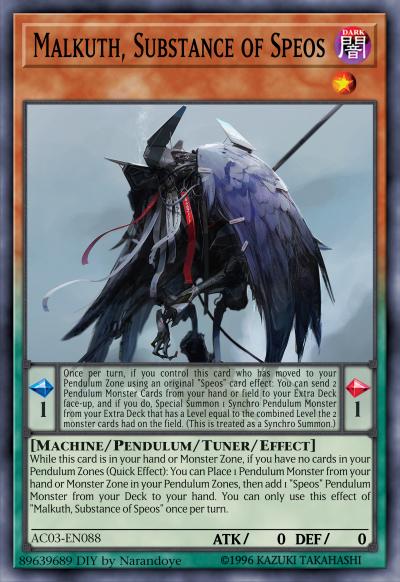 MALKUTH, SUBSTANCE OF SPEOS
DARK
闇
Once per turn, if you control this card who has moved to your
Pendulum Zone using an original "Speos" card effect: You can send 2
Pendulum Monster Cards from your hand or field to your Extra Deck
face-up, and if you do, Special Summon 1 Synchro Pendulum Monster
from your Extra Deck that has a Level equal to the combined Level the 2
monster cards had on the field. (This is treated as a Synchro Summon.)
1
1
[MACHINE/PENDULUM/TUNER/EFFECT]
While this card is in your hand or Monster Zone, if you have no cards in your
Pendulum Zones (Quick Effect): You can Place 1 Pendulum Monster from your
hand or Monster Zone in your Pendulum Zones, then add 1 "Speos" Pendulum
Monster from your Deck to your hand. You can only use this effect of
"Malkuth, Substance of Speos" once per turn.
AC03-EN088
ATK/ 0 DEF/ 0
89639689 DIY by Narandoye
©1996 KAZUKI TAKAHASHI